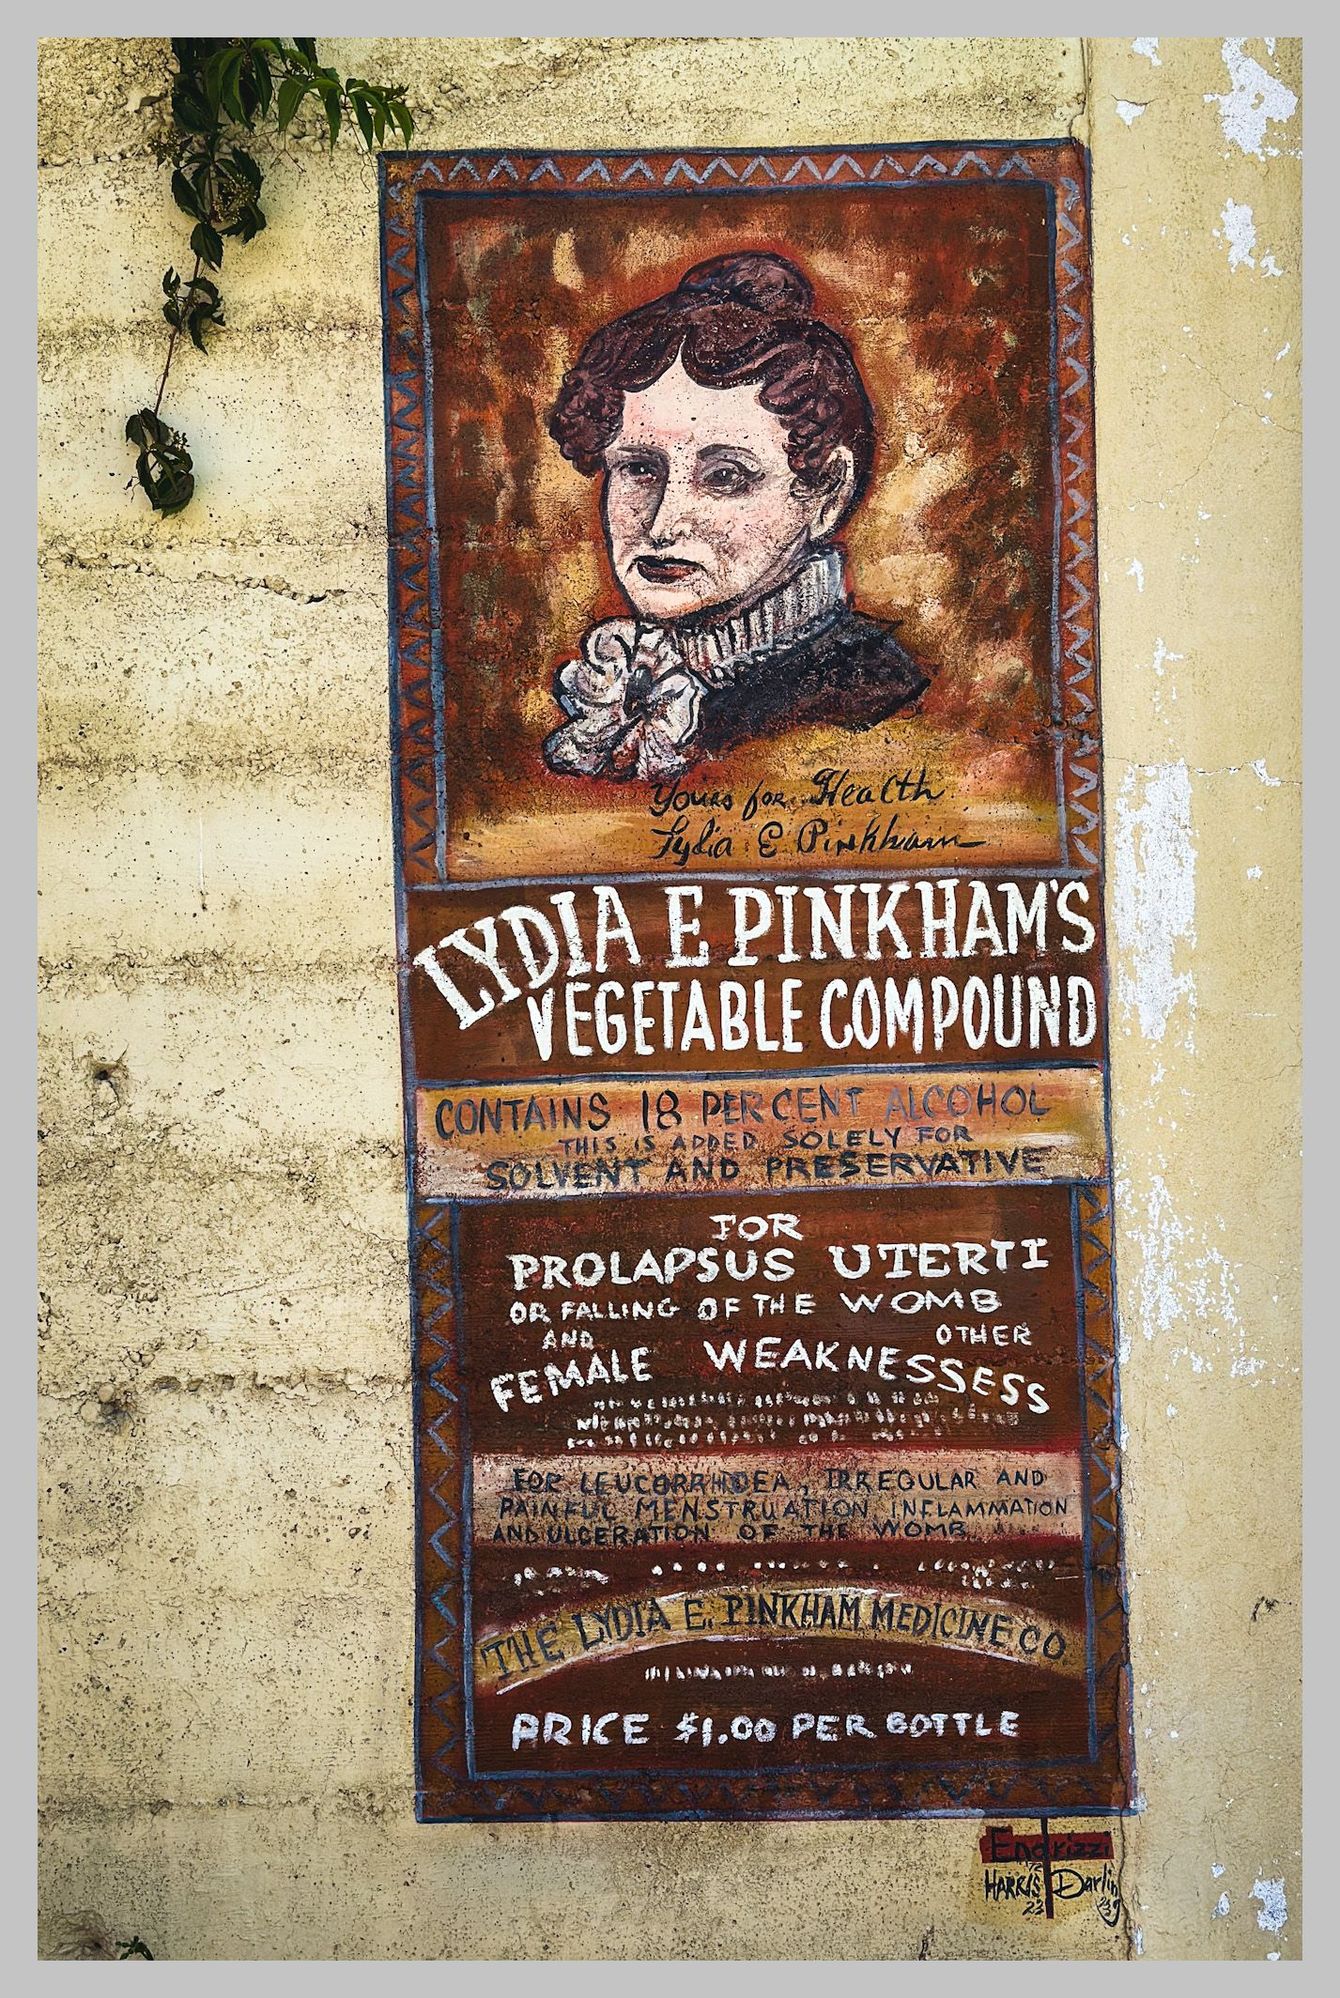 Yours for Health
Lydia E Pinkham
LYDIA E PINKHAM'S
VEGETABLE COMPOUND
CONTAINS 18 PER CENT ALCOHOL
THIS IS ADDED SOLELY FOR
SOLVENT AND PRESERVATIVE
FOR
PROLAPSUS UTERTI
OR FALLING OF THE WOMB
AND OTHER
FEMALE WEAKNESSESS
FOR LEUCORRHOEA, IRREGULAR AND
PAINFUL MENSTRUATION INFLAMMATION
AND ULCERATION OF THE WOMB
THE LYDIA E. PINKHAM MEDICINE CO
PRICE $1.00 PER BOTTLE
Endrizzi
HARRIS Darling
23